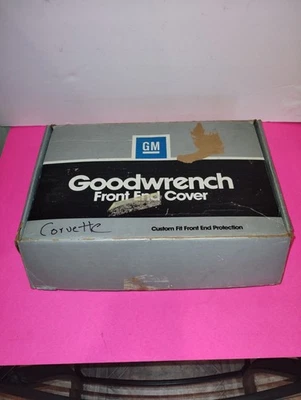 GM
Goodwrench
Front End Cover
Corvette
Custom Fit Front End Protection